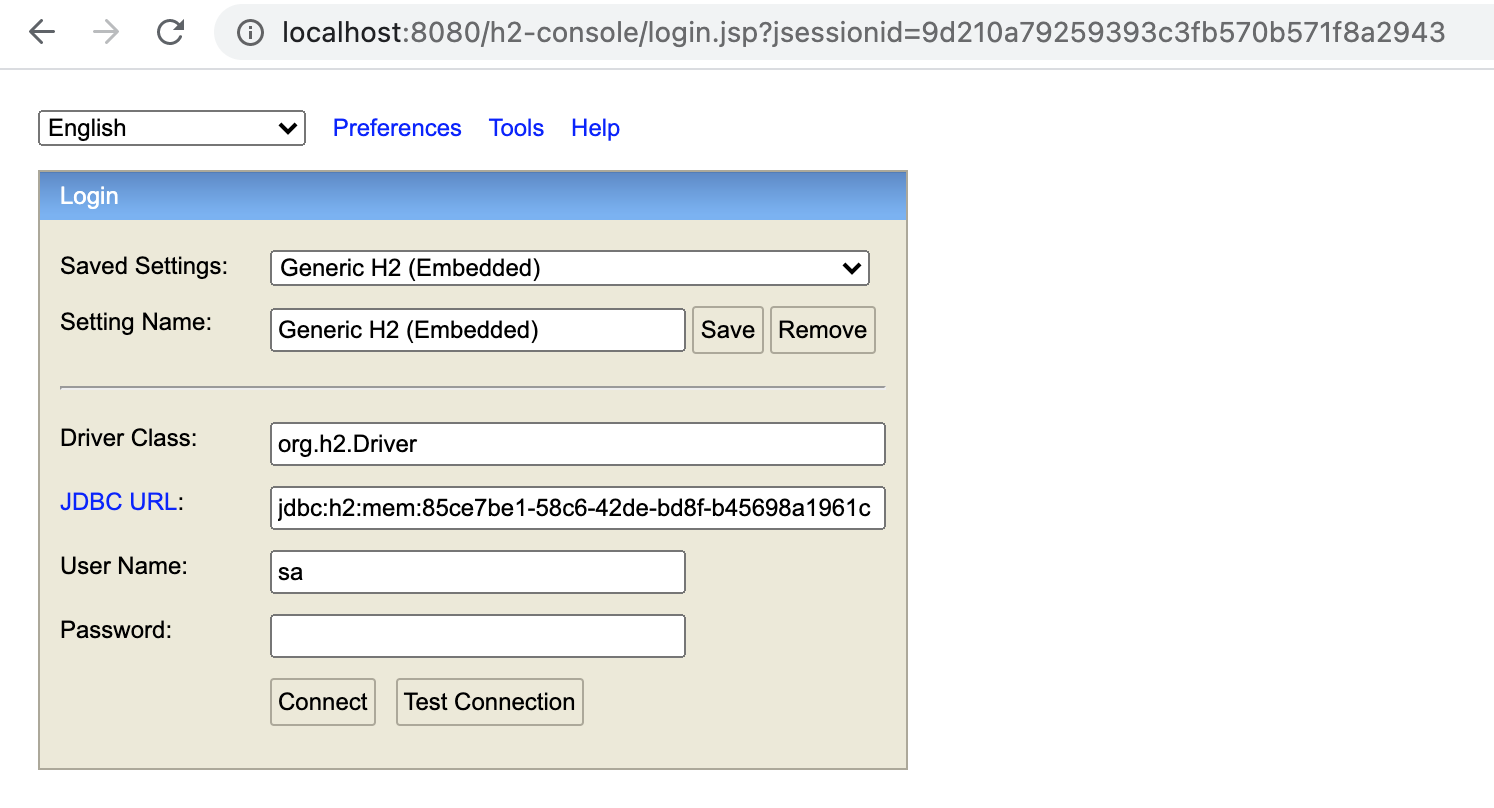 localhost:8080/h2-console/login.jsp?jsessionid=9d210a79259393c3fb570b571f8a2943
English Preferences Tools Help
Login
Saved Settings: Generic H2 (Embedded)
Setting Name: Generic H2 (Embedded) Save Remove
Driver Class: org.h2.Driver
JDBC URL: jdbc:h2:mem:85ce7be1-58c6-42de-bd8f-b45698a1961c
User Name: sa
Password:
Connect Test Connection